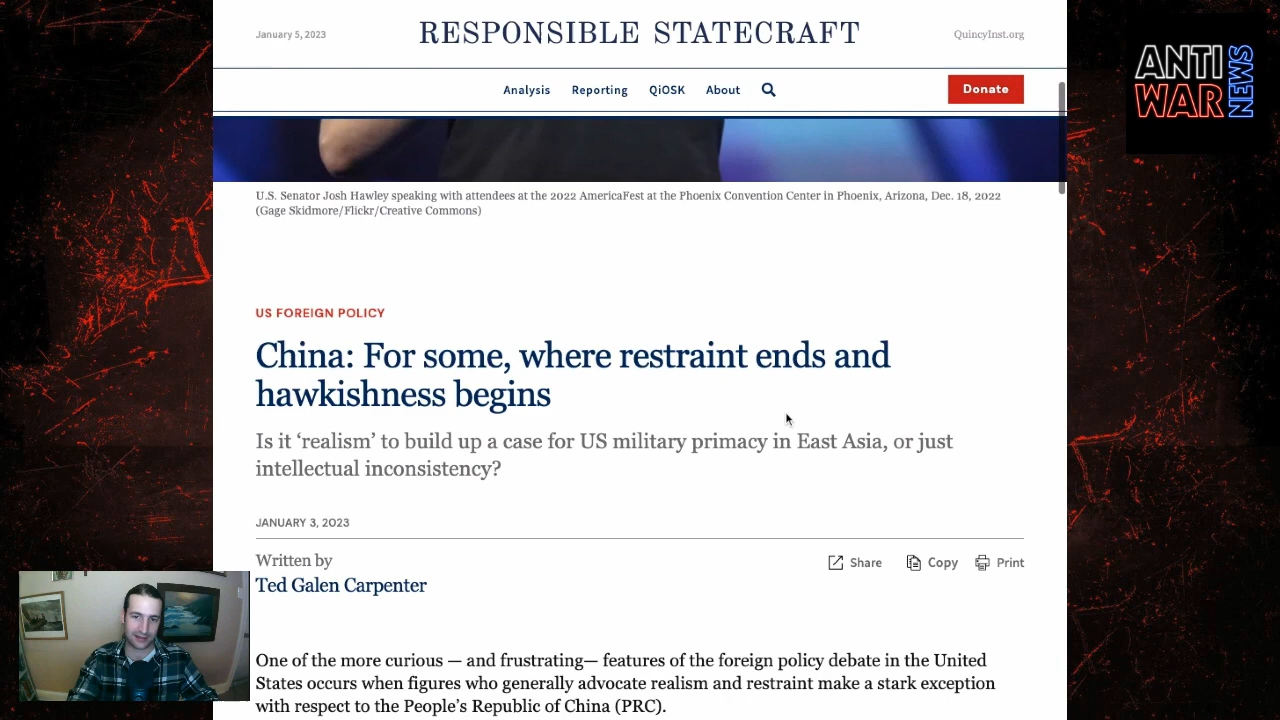 January 5, 2023
RESPONSIBLE STATECRAFT
QuincyInst.org
Analysis
Reporting
QiOSK
About
Donate
ANTI
WAR
NEWS
U.S. Senator Josh Hawley speaking with attendees at the 2022 AmericaFest at the Phoenix Convention Center in Phoenix, Arizona, Dec. 18, 2022
(Gage Skidmore/Flickr/Creative Commons)
US FOREIGN POLICY
China: For some, where restraint ends and
hawkishness begins
Is it ‘realism’ to build up a case for US military primacy in East Asia, or just
intellectual inconsistency?
JANUARY 3, 2023
Written by
Share
Copy
Print
Ted Galen Carpenter
One of the more curious — and frustrating— features of the foreign policy debate in the United
States occurs when figures who generally advocate realism and restraint make a stark exception
with respect to the People’s Republic of China (PRC).